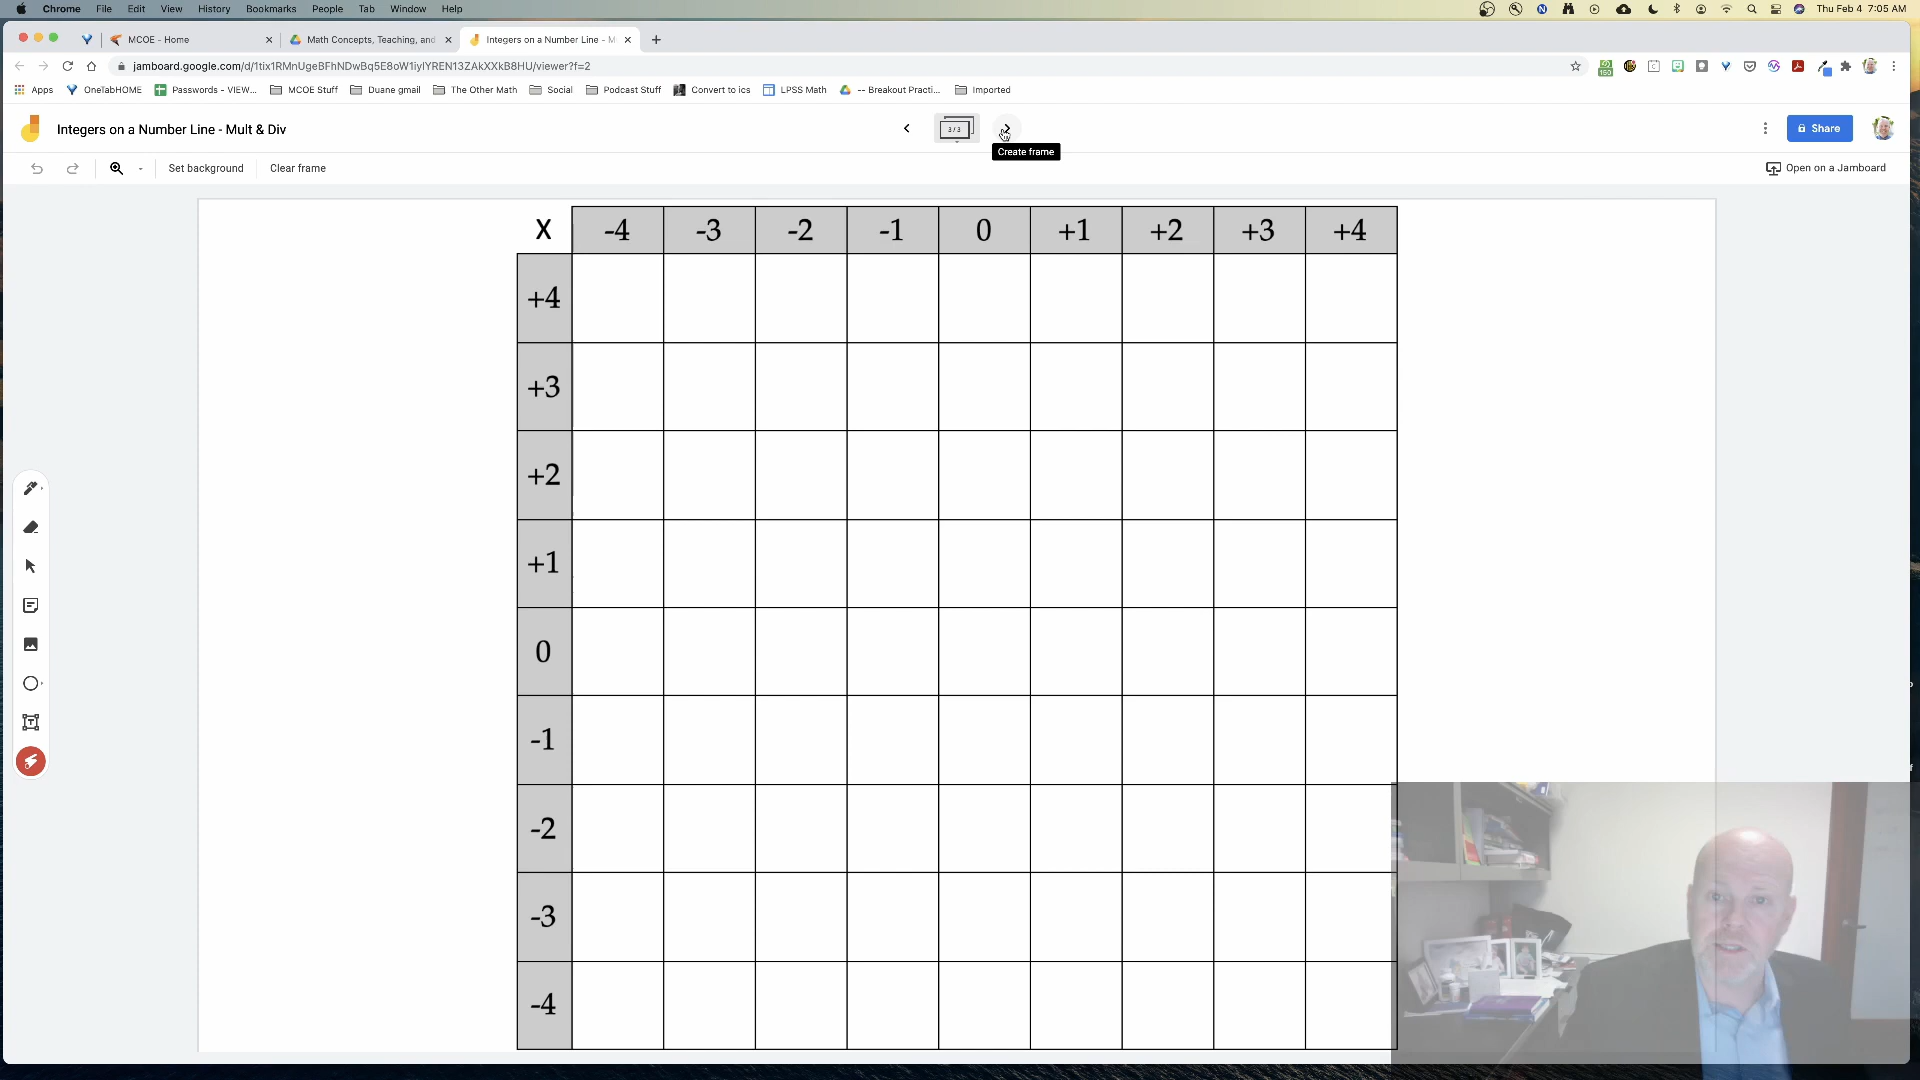 Chrome File Edit View History Bookmarks People Tab Window Help
Thu Feb 4 7:05 AM
MCOE - Home
Math Concepts, Teaching, and
Integers on a Number Line - M
jamboard.google.com/d/1tix1RMnUgeBFhNDwBq5E8oW1iyIYREN13ZAkXXkB8HU/viewer?f=2
Apps OneTabHOME Passwords - VIEW... MCOE Stuff Duane gmail The Other Math Social Podcast Stuff Convert to ics LPSS Math -- Breakout Practi... Imported
Integers on a Number Line - Mult & Div
3 / 3
Share
Create frame
Set background
Clear frame
Open on a Jamboard
X -4 -3 -2 -1 0 +1 +2 +3 +4
+4
+3
+2
+1
0
-1
-2
-3
-4